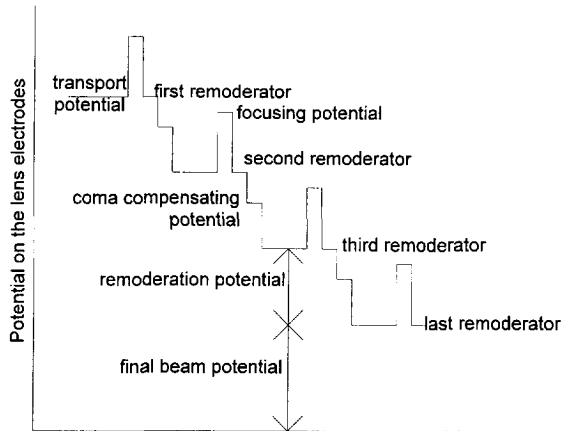 Potential on the lens electrodes
transport
potential
first remoderator
focusing potential
second remoderator
coma compensating
potential
third remoderator
remoderation potential
last remoderator
final beam potential